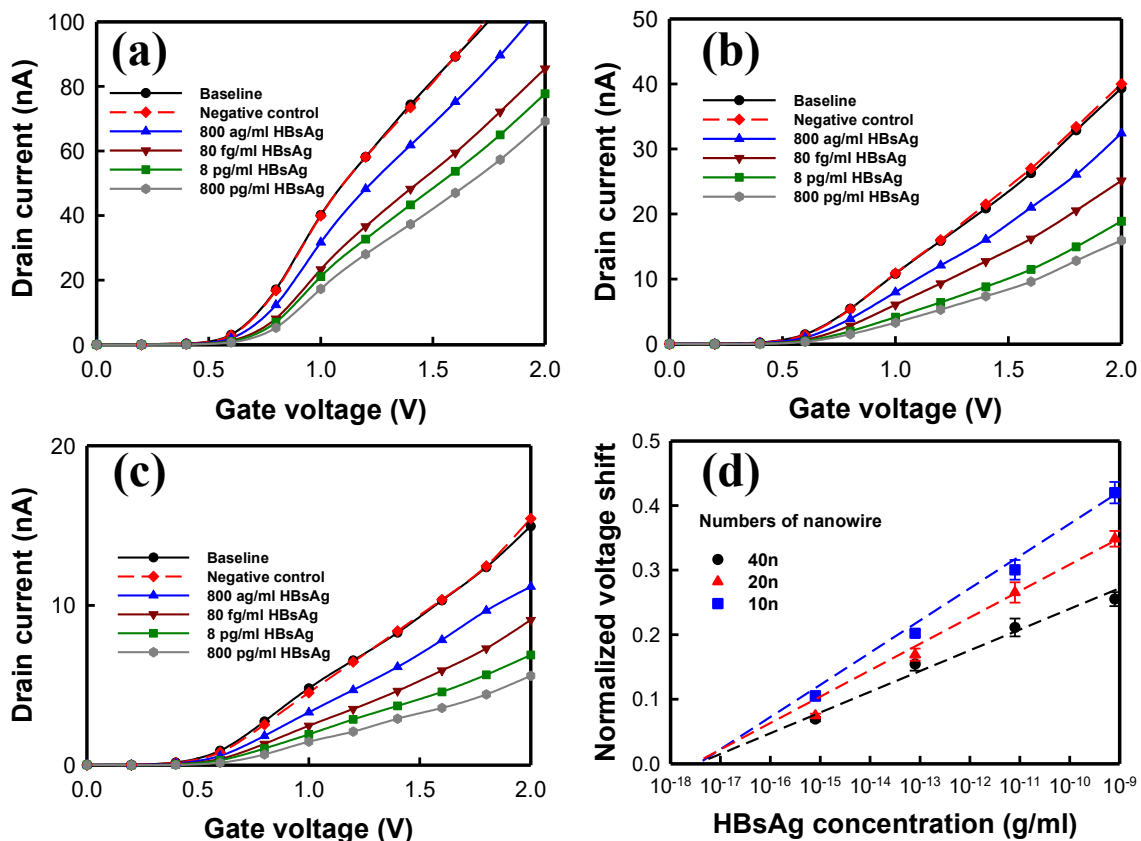 (a)
Baseline
Negative control
800 ag/ml HBsAg
80 fg/ml HBsAg
8 pg/ml HBsAg
800 pg/ml HBsAg
Drain current (nA)
100
80
60
40
20
0
0.0 0.5 1.0 1.5 2.0
Gate voltage (V)
(b)
Baseline
Negative control
800 ag/ml HBsAg
80 fg/ml HBsAg
8 pg/ml HBsAg
800 pg/ml HBsAg
Drain current (nA)
50
40
30
20
10
0
0.0 0.5 1.0 1.5 2.0
Gate voltage (V)
(c)
Baseline
Negative control
800 ag/ml HBsAg
80 fg/ml HBsAg
8 pg/ml HBsAg
800 pg/ml HBsAg
Drain current (nA)
20
10
0
0.0 0.5 1.0 1.5 2.0
Gate voltage (V)
(d)
Numbers of nanowire
40n
20n
10n
Normalized voltage shift
0.5
0.4
0.3
0.2
0.1
0.0
10⁻¹⁸ 10⁻¹⁷ 10⁻¹⁶ 10⁻¹⁵ 10⁻¹⁴ 10⁻¹³ 10⁻¹² 10⁻¹¹ 10⁻¹⁰ 10⁻⁹
HBsAg concentration (g/ml)